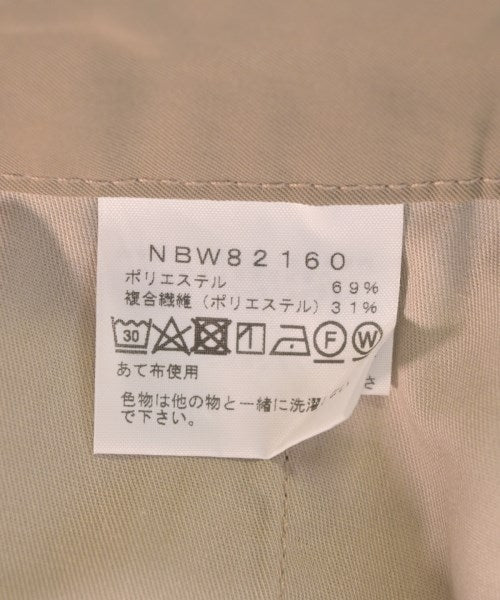 NBW82160
ポリエステル 69%
複合繊維(ポリエステル)31%
30 F W
あて布使用
色物は他の物と一緒に洗濯
で下さい。